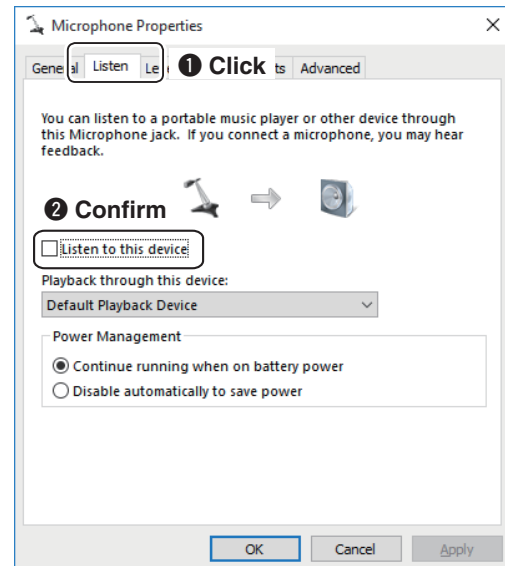 Microphone Properties
General Listen Le ❶ Click ts Advanced
You can listen to a portable music player or other device through
this Microphone jack. If you connect a microphone, you may hear
feedback.
❷ Confirm
Listen to this device
Playback through this device:
Default Playback Device
Power Management
Continue running when on battery power
Disable automatically to save power
OK Cancel Apply